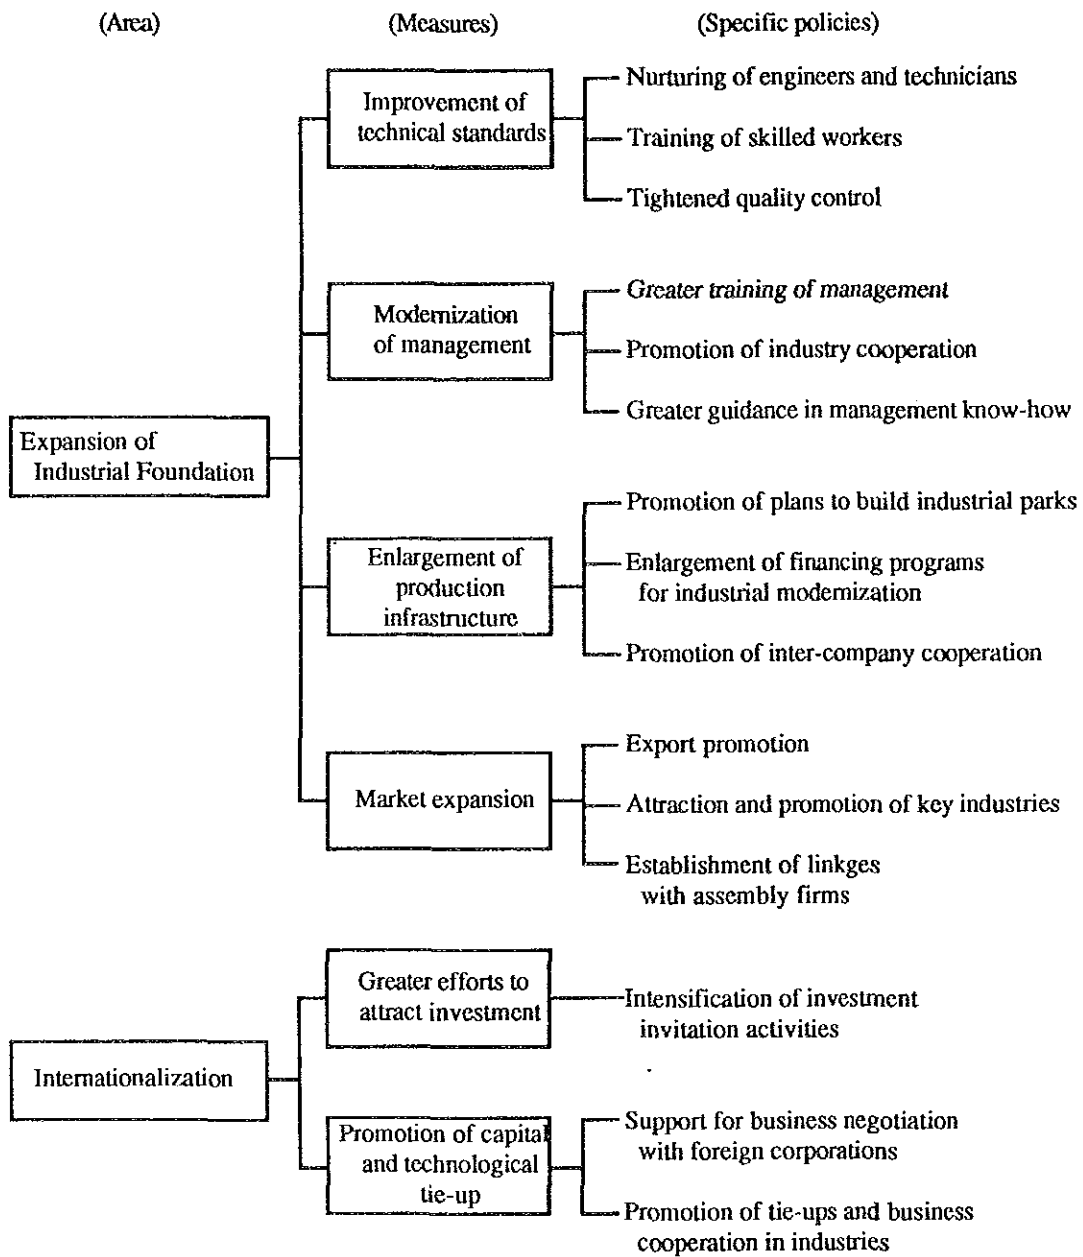 (Area) (Measures) (Specific policies)
Improvement of
technical standards
Nurturing of engineers and technicians
Training of skilled workers
Tightened quality control
Modernization
of management
Greater training of management
Promotion of industry cooperation
Greater guidance in management know-how
Expansion of
Industrial Foundation
Enlargement of
production
infrastructure
Promotion of plans to build industrial parks
Enlargement of financing programs
for industrial modernization
Promotion of inter-company cooperation
Market expansion
Export promotion
Attraction and promotion of key industries
Establishment of linkges
with assembly firms
Internationalization
Greater efforts to
attract investment
Intensification of investment
invitation activities
Promotion of capital
and technological
tie-up
Support for business negotiation
with foreign corporations
Promotion of tie-ups and business
cooperation in industries